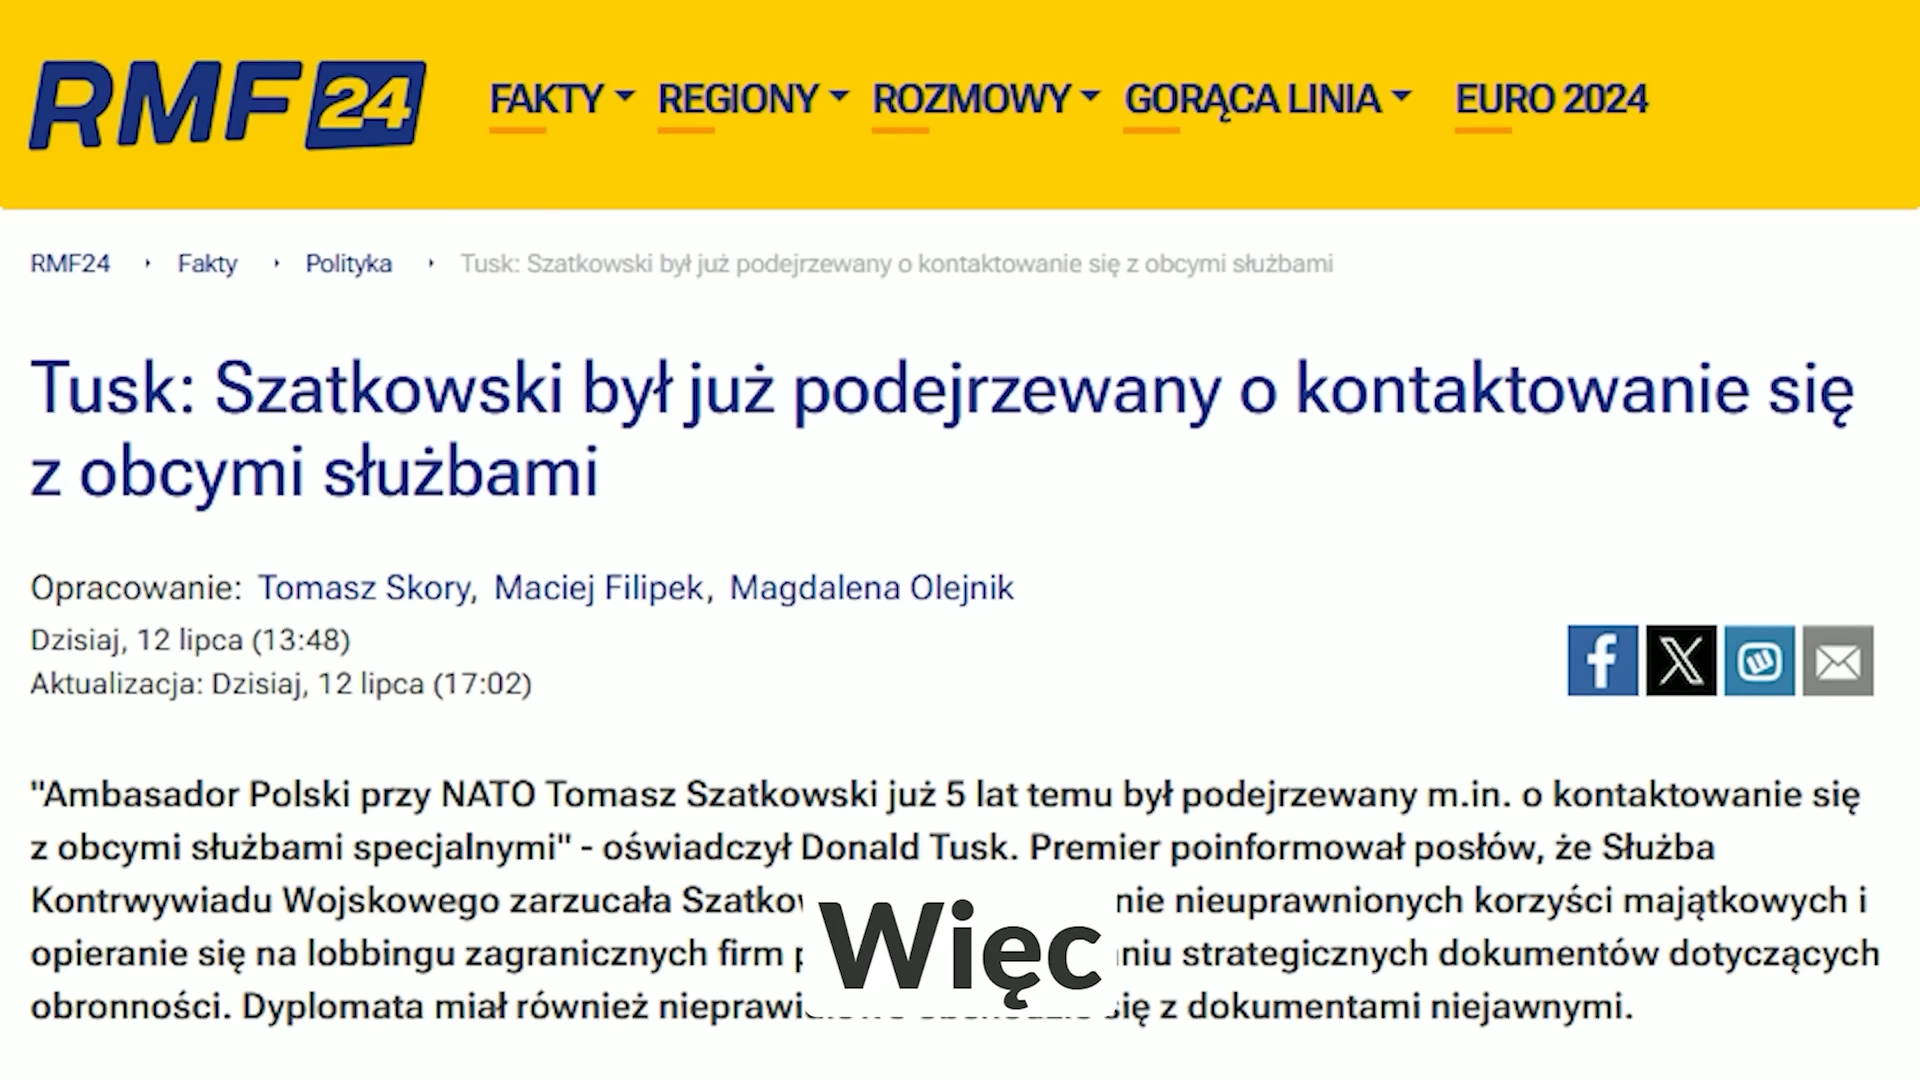 RMF24
FAKTY REGIONY ROZMOWY GORĄCA LINIA EURO 2024
RMF24 Fakty Polityka Tusk: Szatkowski był już podejrzewany o kontaktowanie się z obcymi służbami
Tusk: Szatkowski był już podejrzewany o kontaktowanie się
z obcymi służbami
Opracowanie: Tomasz Skory, Maciej Filipek, Magdalena Olejnik
Dzisiaj, 12 lipca (13:48)
Aktualizacja: Dzisiaj, 12 lipca (17:02)
"Ambasador Polski przy NATO Tomasz Szatkowski już 5 lat temu był podejrzewany m.in. o kontaktowanie się
z obcymi służbami specjalnymi" - oświadczył Donald Tusk. Premier poinformował posłów, że Służba
Kontrwywiadu Wojskowego zarzucała nieuprawnionych korzyści majątkowych i
opieranie się na lobbingu zagranicznych firm strategicznych dokumentów dotyczących
obronności. Dyplomata miał również się z dokumentami niejawnymi.
Więc